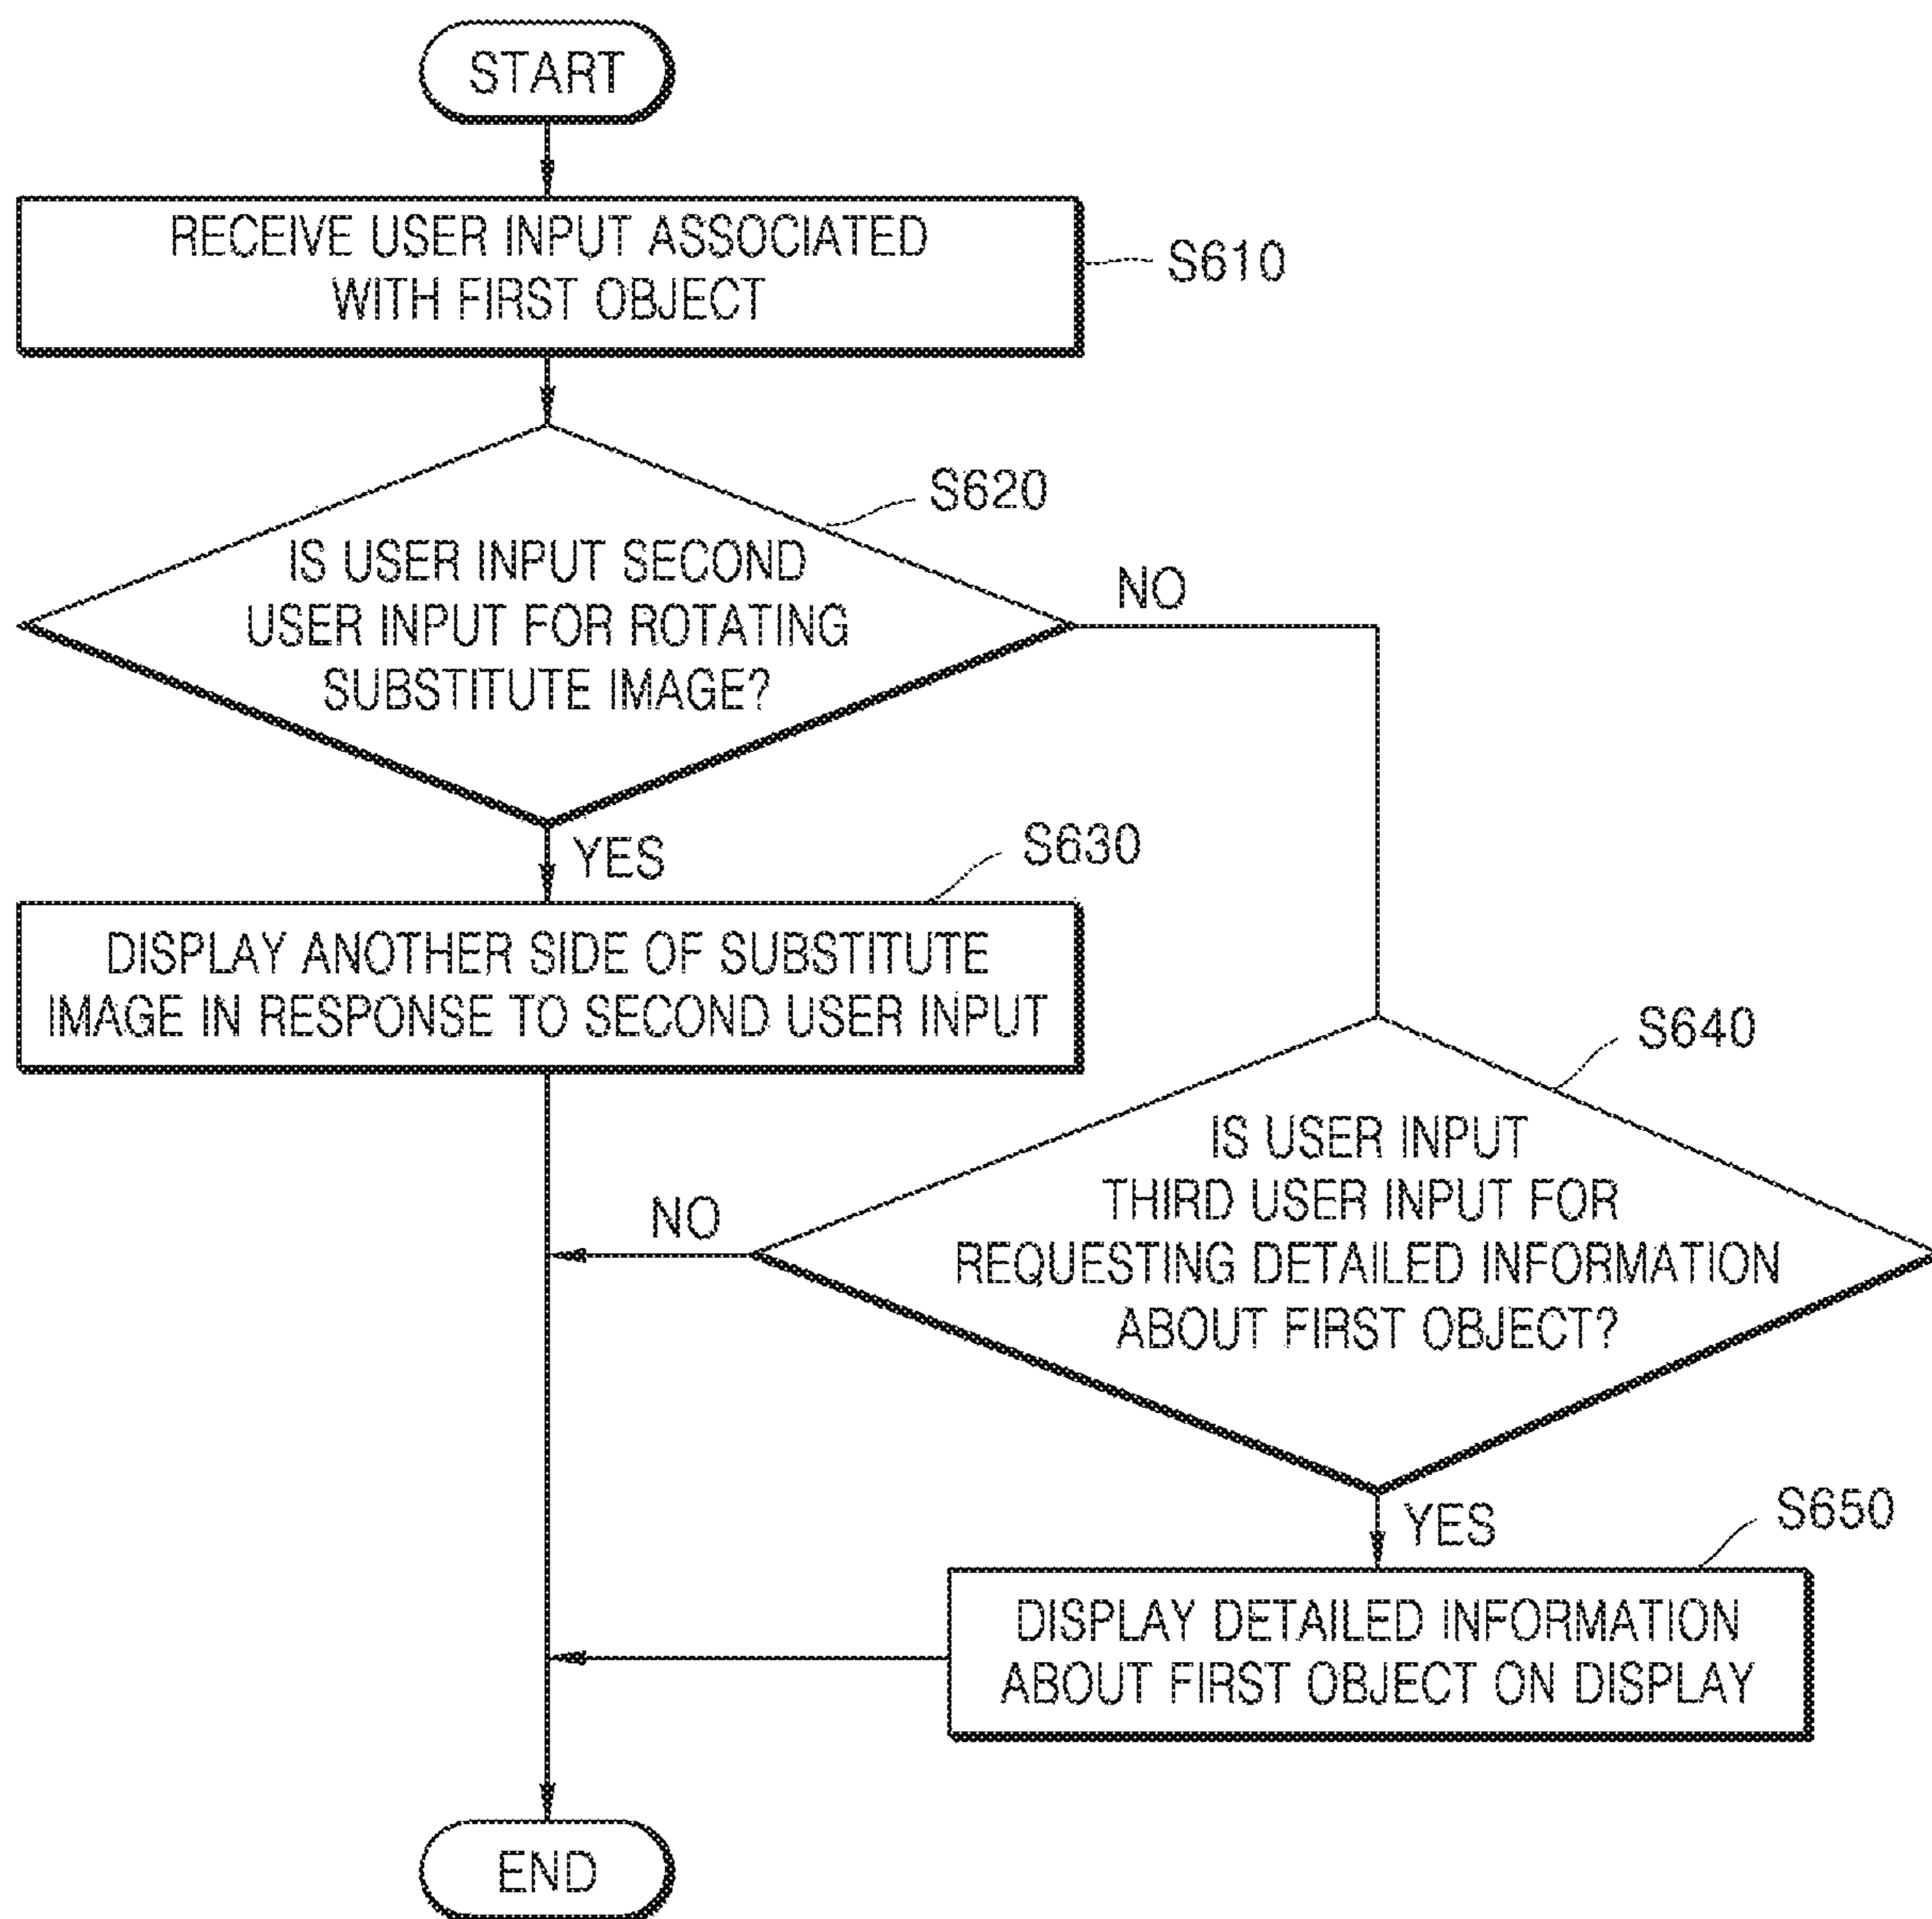 START
RECEIVE USER INPUT ASSOCIATED
WITH FIRST OBJECT
S610
S620
IS USER INPUT SECOND
USER INPUT FOR ROTATING
SUBSTITUTE IMAGE?
NO
YES
S630
DISPLAY ANOTHER SIDE OF SUBSTITUTE
IMAGE IN RESPONSE TO SECOND USER INPUT
S640
IS USER INPUT
THIRD USER INPUT FOR
REQUESTING DETAILED INFORMATION
ABOUT FIRST OBJECT?
NO
YES
S650
DISPLAY DETAILED INFORMATION
ABOUT FIRST OBJECT ON DISPLAY
END